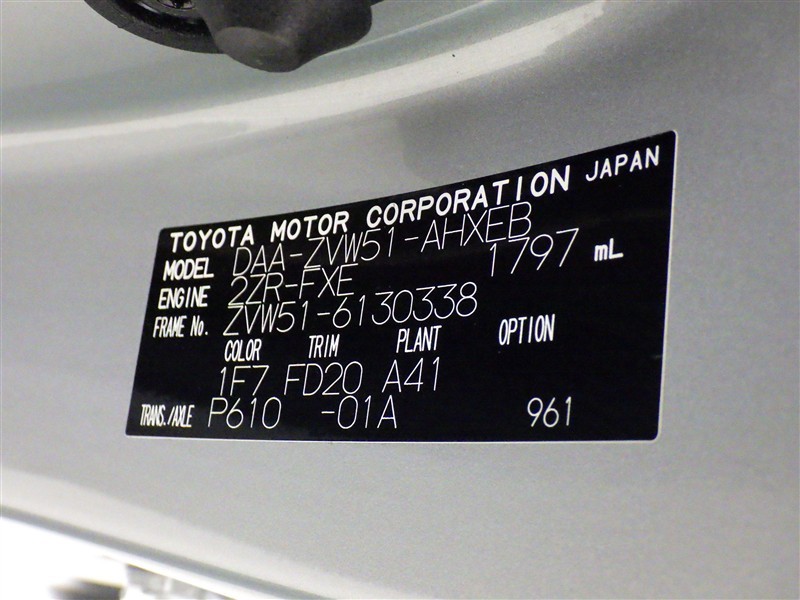 TOYOTA MOTOR CORPORATION JAPAN
MODEL DAA-ZVW51-AHXEB
ENGINE 2ZR-FXE 1797 mL
FRAME No. ZVW51-6130338
COLOR TRIM PLANT OPTION
1F7 FD20 A41
TRANS./AXLE P610 -01A 961